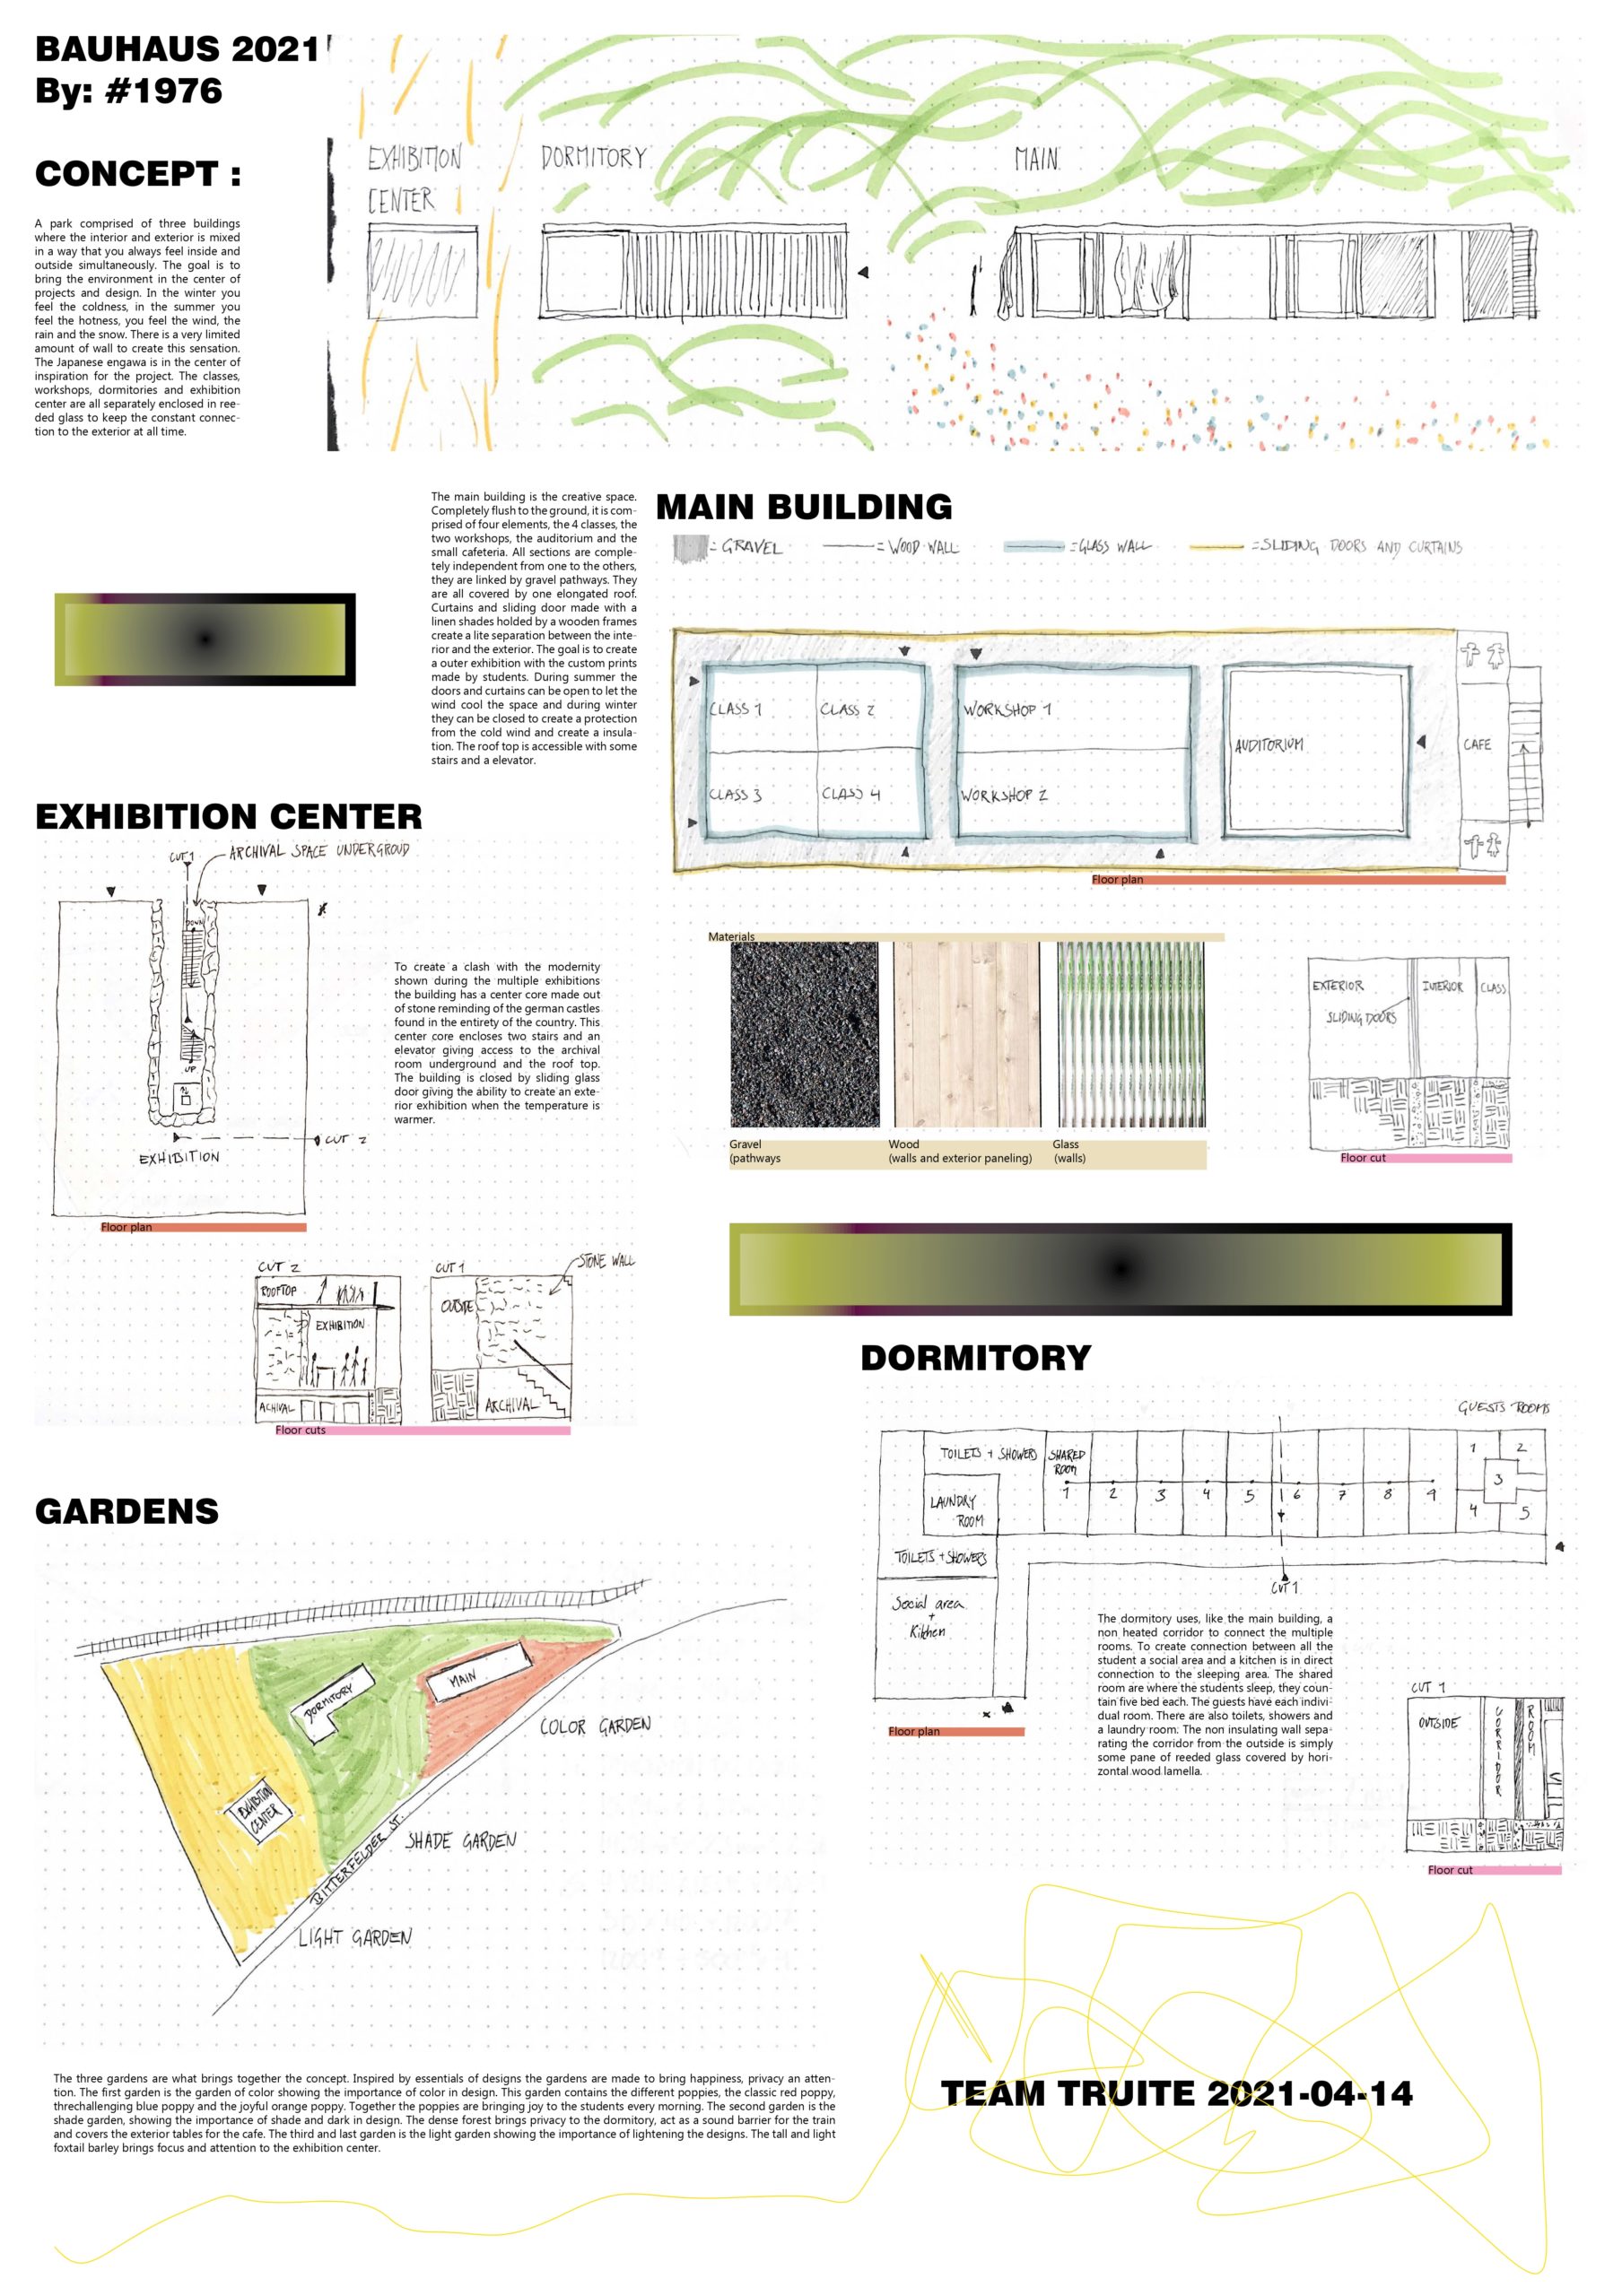 BAUHAUS 2021
By: #1976
CONCEPT :
A park comprised of three buildings
where the interior and exterior is mixed
in a way that you always feel inside and
outside simultaneously. The goal is to
bring the environment in the center of
projects and design. In the winter you
feel the coldness, in the summer you
feel the hotness, you feel the wind, the
rain and the snow. There is a very limited
amount of wall to create this sensation.
The Japanese engawa is in the center of
inspiration for the project. The classes,
workshops, dormitories and exhibition
center are all separately enclosed in ree-
ded glass to keep the constant connec-
tion to the exterior at all time.
EXHIBITION
CENTER
DORMITORY
MAIN
The main building is the creative space.
Completely flush to the ground, it is com-
prised of four elements, the 4 classes, the
two workshops, the auditorium and the
small cafeteria. All sections are comple-
tely independent from one to the others,
they are linked by gravel pathways. They
are all covered by one elongated roof.
Curtains and sliding door made with a
linen shades holded by a wooden frames
create a lite separation between the inte-
rior and the exterior. The goal is to create
a outer exhibition with the custom prints
made by students. During summer the
doors and curtains can be open to let the
wind cool the space and during winter
they can be closed to create a protection
from the cold wind and create a insula-
tion. The roof top is accessible with some
stairs and a elevator.
MAIN BUILDING
= GRAVEL
= WOOD WALL
= GLASS WALL
= SLIDING DOORS AND CURTAINS
CLASS 1
CLASS 2
WORKSHOP 1
AUDITORIUM
CAFE
CLASS 3
CLASS 4
WORKSHOP 2
Floor plan
Materials
Gravel
(pathways
Wood
(walls and exterior paneling)
Glass
(walls)
EXTERIOR
INTERIOR
CLASS
SLIDING DOORS
Floor cut
EXHIBITION CENTER
CUT 1
ARCHIVAL SPACE UNDERGROUD
DOWN
UP
CUT 2
EXHIBITION
Floor plan
To create a clash with the modernity
shown during the multiple exhibitions
the building has a center core made out
of stone reminding of the german castles
found in the entirety of the country. This
center core encloses two stairs and an
elevator giving access to the archival
room underground and the roof top.
The building is closed by sliding glass
door giving the ability to create an exte-
rior exhibition when the temperature is
warmer.
CUT 2
ROOFTOP
EXHIBITION
ACHIVAL
CUT 1
STONE WALL
OUTSIDE
ARCHIVAL
Floor cuts
DORMITORY
GUESTS ROOMS
TOILETS + SHOWERS
SHARED
ROOM
1 2 3 4 5 6 7 8 9
1 2
3
4 5
LAUNDRY
ROOM
TOILETS + SHOWERS
Social area
+
Kitchen
CUT 1
Floor plan
The dormitory uses, like the main building, a
non heated corridor to connect the multiple
rooms. To create connection between all the
student a social area and a kitchen is in direct
connection to the sleeping area. The shared
room are where the students sleep, they coun-
tain five bed each. The guests have each indivi-
dual room. There are also toilets, showers and
a laundry room. The non insulating wall sepa-
rating the corridor from the outside is simply
some pane of reeded glass covered by hori-
zontal wood lamella.
CUT 1
OUTSIDE
CORRIDOR
ROOM
Floor cut
GARDENS
DORMITORY
MAIN
EXHIBITION
CENTER
COLOR GARDEN
SHADE GARDEN
BITTERFELDER ST.
LIGHT GARDEN
The three gardens are what brings together the concept. Inspired by essentials of designs the gardens are made to bring happiness, privacy an atten-
tion. The first garden is the garden of color showing the importance of color in design. This garden contains the different poppies, the classic red poppy,
threchallenging blue poppy and the joyful orange poppy. Together the poppies are bringing joy to the students every morning. The second garden is the
shade garden, showing the importance of shade and dark in design. The dense forest brings privacy to the dormitory, act as a sound barrier for the train
and covers the exterior tables for the cafe. The third and last garden is the light garden showing the importance of lightening the designs. The tall and light
foxtail barley brings focus and attention to the exhibition center.
TEAM TRUITE 2021-04-14